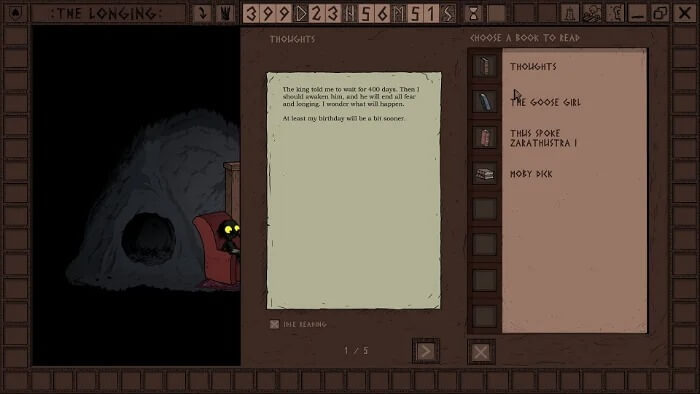 :THE LONGING:
399D23H56M51S
THOUGHTS
CHOOSE A BOOK TO READ
The king told me to wait for 400 days. Then I
should awaken him, and he will end all fear
and longing. I wonder what will happen.
At least my birthday will be a bit sooner.
THOUGHTS
THE GOOSE GIRL
THUS SPOKE
ZARATHUSTRA I
MOBY DICK
IDLE READING
1 / 5